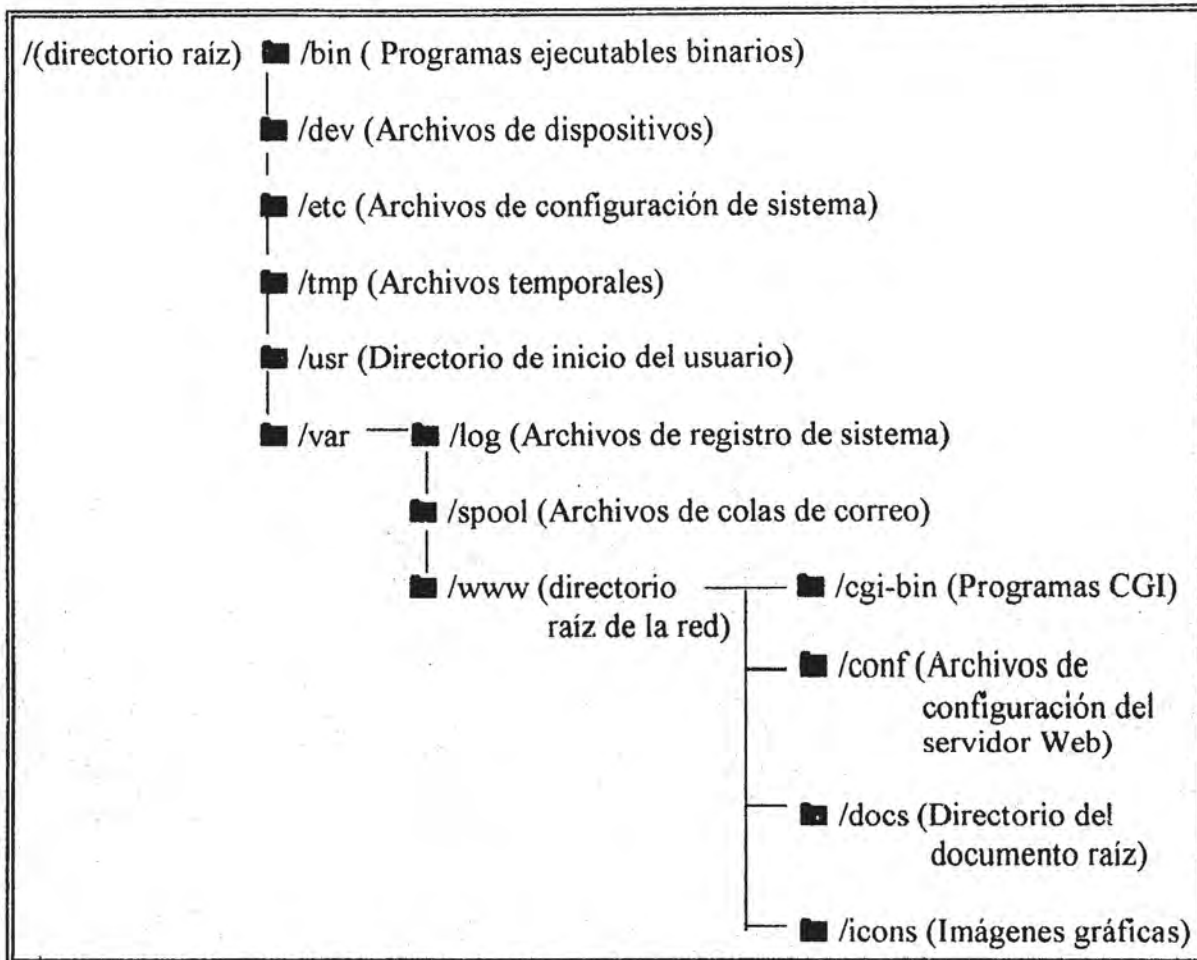 /(directorio raíz) /bin ( Programas ejecutables binarios)
/dev (Archivos de dispositivos)
/etc (Archivos de configuración de sistema)
/tmp (Archivos temporales)
/usr (Directorio de inicio del usuario)
/var /log (Archivos de registro de sistema)
/spool (Archivos de colas de correo)
/www (directorio
raíz de la red)
/cgi-bin (Programas CGI)
/conf (Archivos de
configuración del
servidor Web)
/docs (Directorio del
documento raíz)
/icons (Imágenes gráficas)